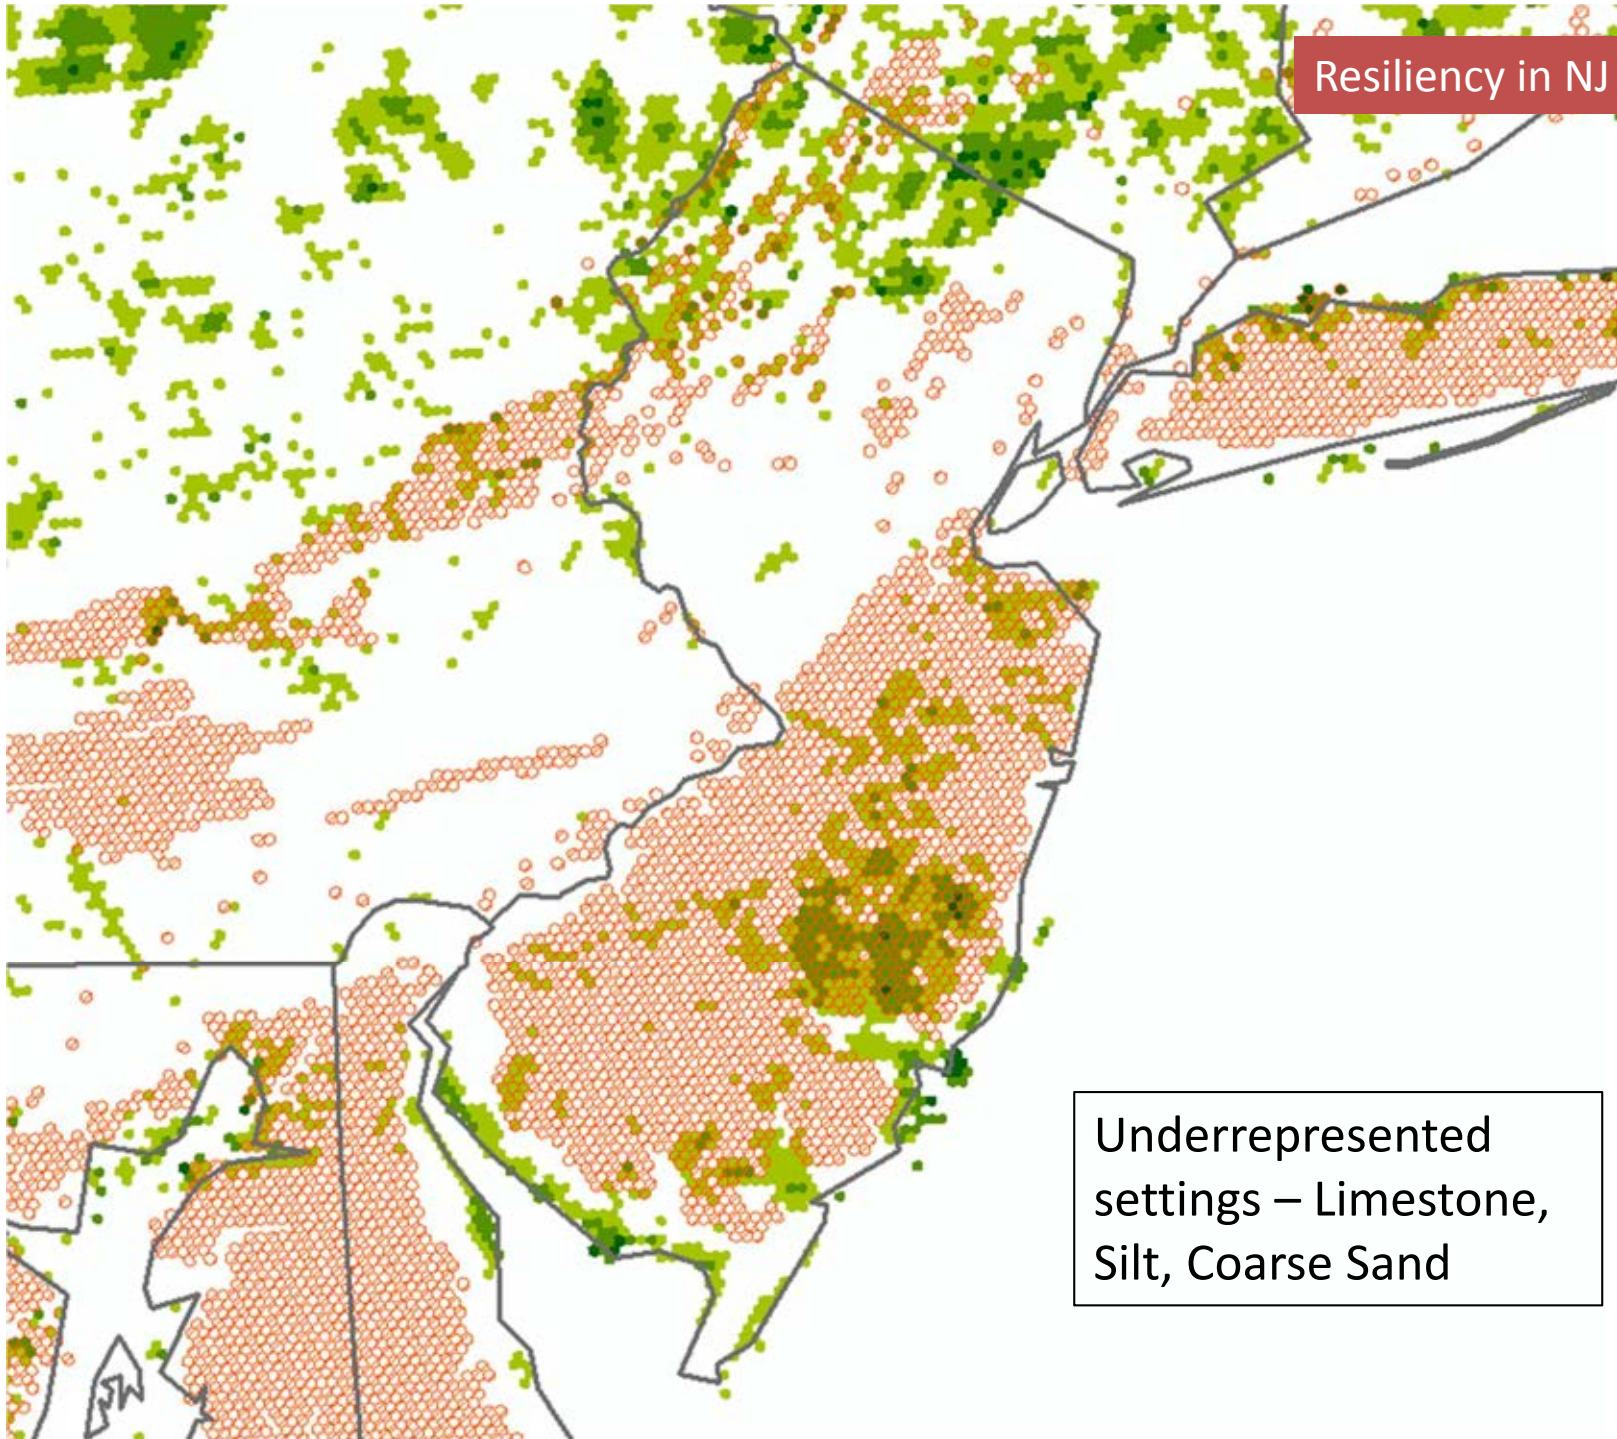 Resiliency in NJ
Underrepresented
settings – Limestone,
Silt, Coarse Sand